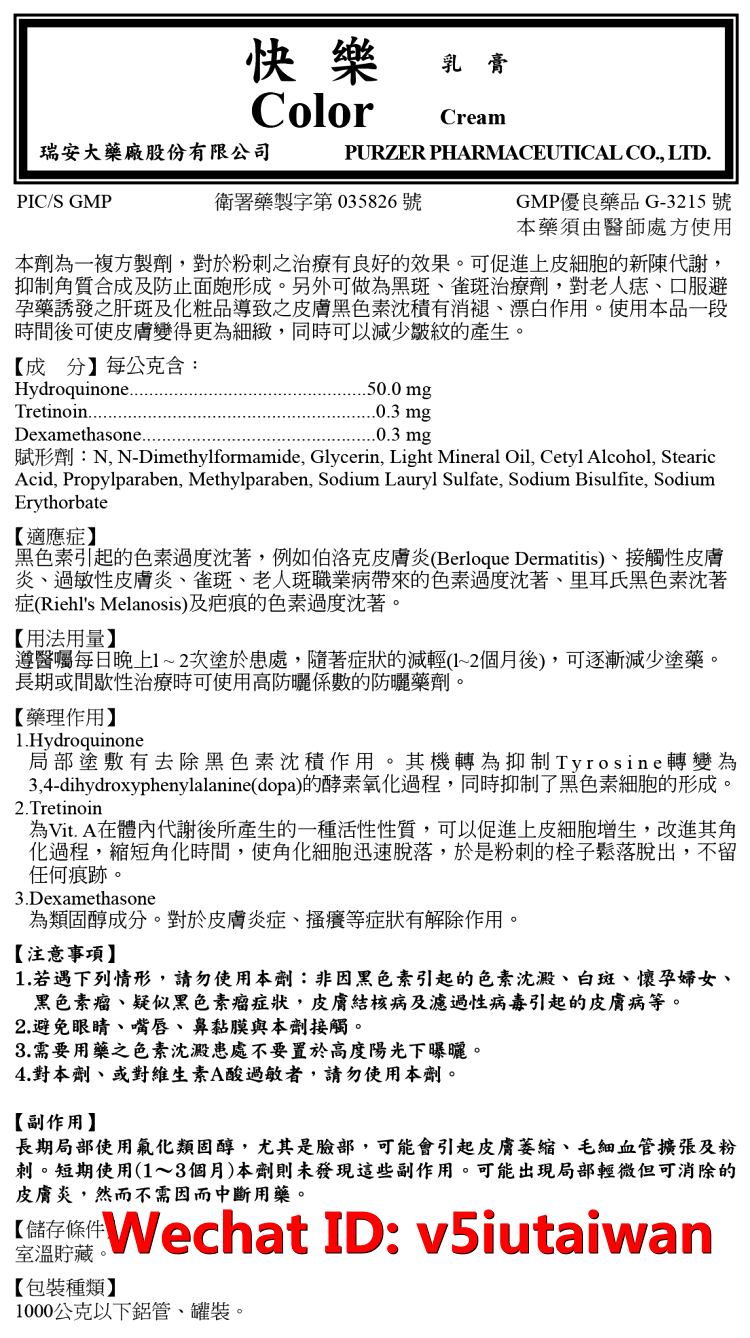 快樂 乳膏
Color Cream
瑞安大藥廠股份有限公司 PURZER PHARMACEUTICAL CO., LTD.
PIC/S GMP 衛署藥製字第 035826 號 GMP優良藥品 G-3215 號
本藥須由醫師處方使用
本劑為一複方製劑，對於粉刺之治療有良好的效果。可促進上皮細胞的新陳代謝，
抑制角質合成及防止面皰形成。另外可做為黑斑、雀斑治療劑，對老人痣、口服避
孕藥誘發之肝斑及化粧品導致之皮膚黑色素沈積有消褪、漂白作用。使用本品一段
時間後可使皮膚變得更為細緻，同時可以減少皺紋的產生。
【成　分】每公克含：
Hydroquinone................................................50.0 mg
Tretinoin..........................................................0.3 mg
Dexamethasone...............................................0.3 mg
賦形劑：N, N-Dimethylformamide, Glycerin, Light Mineral Oil, Cetyl Alcohol, Stearic
Acid, Propylparaben, Methylparaben, Sodium Lauryl Sulfate, Sodium Bisulfite, Sodium
Erythorbate
【適應症】
黑色素引起的色素過度沈著，例如伯洛克皮膚炎(Berloque Dermatitis)、接觸性皮膚
炎、過敏性皮膚炎、雀斑、老人斑職業病帶來的色素過度沈著、里耳氏黑色素沈著
症(Riehl's Melanosis)及疤痕的色素過度沈著。
【用法用量】
遵醫囑每日晚上1 ~ 2次塗於患處，隨著症狀的減輕(1~2個月後)，可逐漸減少塗藥。
長期或間歇性治療時可使用高防曬係數的防曬藥劑。
【藥理作用】
1.Hydroquinone
局部塗敷有去除黑色素沈積作用。其機轉為抑制Tyrosine轉變為
3,4-dihydroxyphenylalanine(dopa)的酵素氧化過程，同時抑制了黑色素細胞的形成。
2.Tretinoin
為Vit. A在體內代謝後所產生的一種活性性質，可以促進上皮細胞增生，改進其角
化過程，縮短角化時間，使角化細胞迅速脫落，於是粉刺的栓子鬆落脫出，不留
任何痕跡。
3.Dexamethasone
為類固醇成分。對於皮膚炎症、搔癢等症狀有解除作用。
【注意事項】
1.若遇下列情形，請勿使用本劑：非因黑色素引起的色素沈澱、白斑、懷孕婦女、
黑色素瘤、疑似黑色素瘤症狀，皮膚結核病及濾過性病毒引起的皮膚病等。
2.避免眼睛、嘴唇、鼻黏膜與本劑接觸。
3.需要用藥之色素沈澱患處不要置於高度陽光下曝曬。
4.對本劑、或對維生素A酸過敏者，請勿使用本劑。
【副作用】
長期局部使用氟化類固醇，尤其是臉部，可能會引起皮膚萎縮、毛細血管擴張及粉
刺。短期使用(1～3個月)本劑則未發現這些副作用。可能出現局部輕微但可消除的
皮膚炎，然而不需因而中斷用藥。
【儲存條件
室溫貯藏。
Wechat ID: v5iutaiwan
【包裝種類】
1000公克以下鋁管、罐裝。